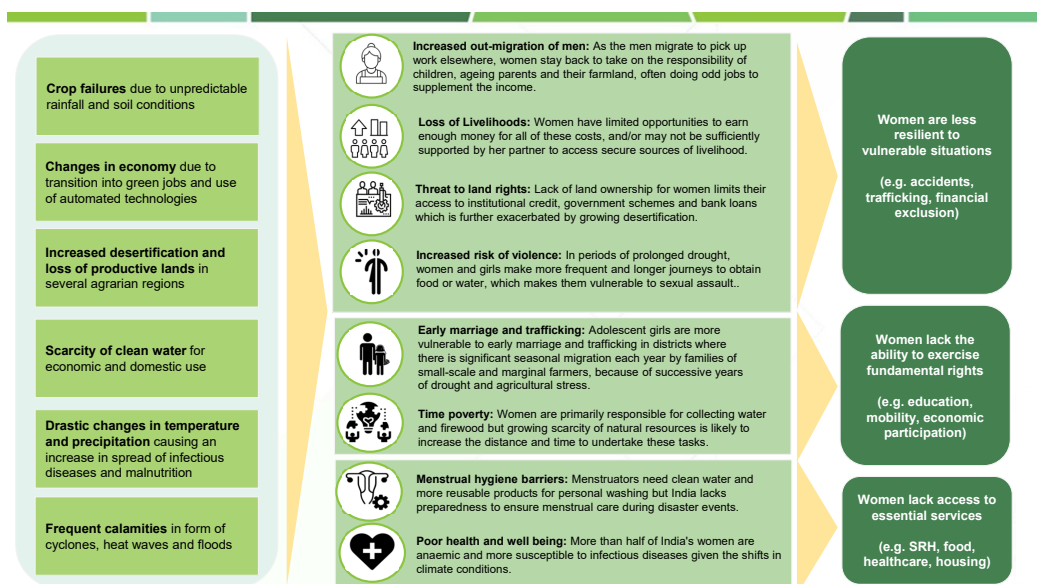 Crop failures due to unpredictable
rainfall and soil conditions
Changes in economy due to
transition into green jobs and use
of automated technologies
Increased desertification and
loss of productive lands in
several agrarian regions
Scarcity of clean water for
economic and domestic use
Drastic changes in temperature
and precipitation causing an
increase in spread of infectious
diseases and malnutrition
Frequent calamities in form of
cyclones, heat waves and floods
Increased out-migration of men: As the men migrate to pick up
work elsewhere, women stay back to take on the responsibility of
children, ageing parents and their farmland, often doing odd jobs to
supplement the income.
Loss of Livelihoods: Women have limited opportunities to earn
enough money for all of these costs, and/or may not be sufficiently
supported by her partner to access secure sources of livelihood.
Threat to land rights: Lack of land ownership for women limits their
access to institutional credit, government schemes and bank loans
which is further exacerbated by growing desertification.
Increased risk of violence: In periods of prolonged drought,
women and girls make more frequent and longer journeys to obtain
food or water, which makes them vulnerable to sexual assault..
Early marriage and trafficking: Adolescent girls are more
vulnerable to early marriage and trafficking in districts where
there is significant seasonal migration each year by families of
small-scale and marginal farmers, because of successive years
of drought and agricultural stress.
Time poverty: Women are primarily responsible for collecting water
and firewood but growing scarcity of natural resources is likely to
increase the distance and time to undertake these tasks.
Menstrual hygiene barriers: Menstruators need clean water and
more reusable products for personal washing but India lacks
preparedness to ensure menstrual care during disaster events.
Poor health and well being: More than half of India's women are
anaemic and more susceptible to infectious diseases given the shifts in
climate conditions.
Women are less
resilient to
vulnerable situations
(e.g. accidents,
trafficking, financial
exclusion)
Women lack the
ability to exercise
fundamental rights
(e.g. education,
mobility, economic
participation)
Women lack access to
essential services
(e.g. SRH, food,
healthcare, housing)